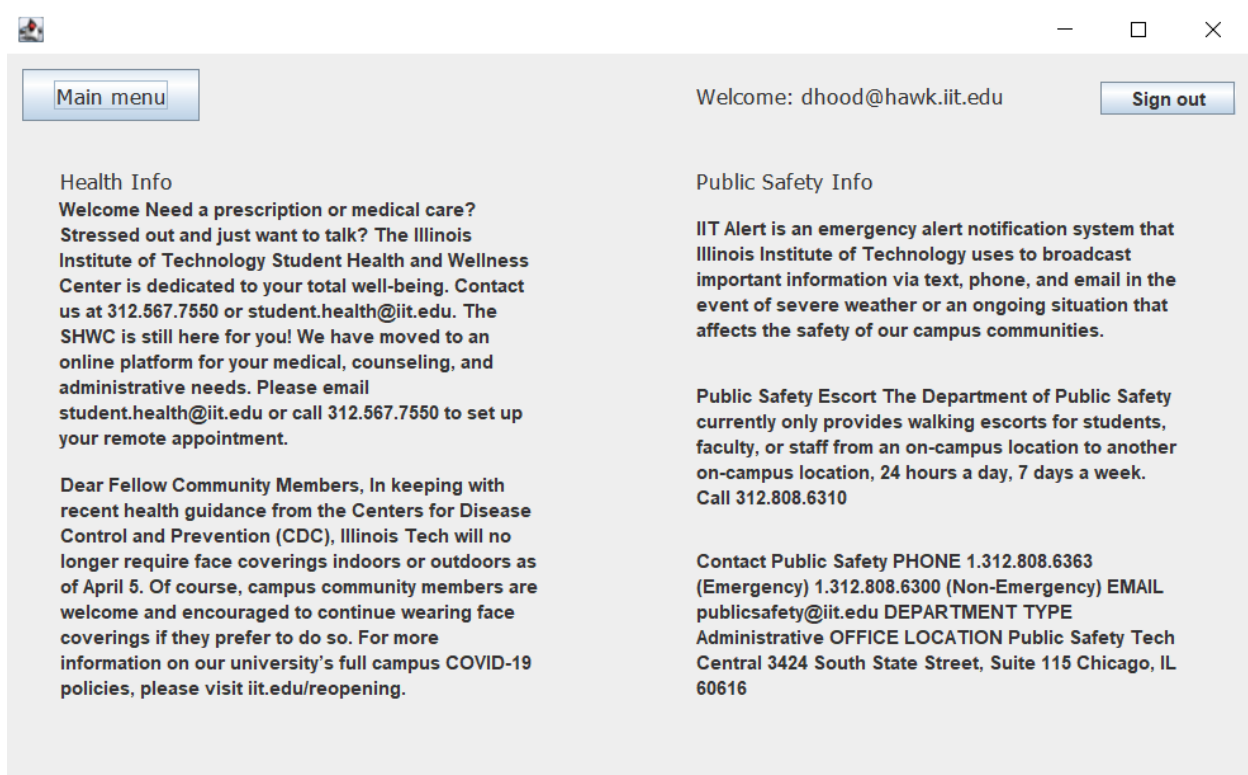 Main menu
Welcome: dhood@hawk.iit.edu
Sign out
Health Info
Welcome Need a prescription or medical care?
Stressed out and just want to talk? The Illinois
Institute of Technology Student Health and Wellness
Center is dedicated to your total well-being. Contact
us at 312.567.7550 or student.health@iit.edu. The
SHWC is still here for you! We have moved to an
online platform for your medical, counseling, and
administrative needs. Please email
student.health@iit.edu or call 312.567.7550 to set up
your remote appointment.
Dear Fellow Community Members, In keeping with
recent health guidance from the Centers for Disease
Control and Prevention (CDC), Illinois Tech will no
longer require face coverings indoors or outdoors as
of April 5. Of course, campus community members are
welcome and encouraged to continue wearing face
coverings if they prefer to do so. For more
information on our university’s full campus COVID-19
policies, please visit iit.edu/reopening.
Public Safety Info
IIT Alert is an emergency alert notification system that
Illinois Institute of Technology uses to broadcast
important information via text, phone, and email in the
event of severe weather or an ongoing situation that
affects the safety of our campus communities.
Public Safety Escort The Department of Public Safety
currently only provides walking escorts for students,
faculty, or staff from an on-campus location to another
on-campus location, 24 hours a day, 7 days a week.
Call 312.808.6310
Contact Public Safety PHONE 1.312.808.6363
(Emergency) 1.312.808.6300 (Non-Emergency) EMAIL
publicsafety@iit.edu DEPARTMENT TYPE
Administrative OFFICE LOCATION Public Safety Tech
Central 3424 South State Street, Suite 115 Chicago, IL
60616